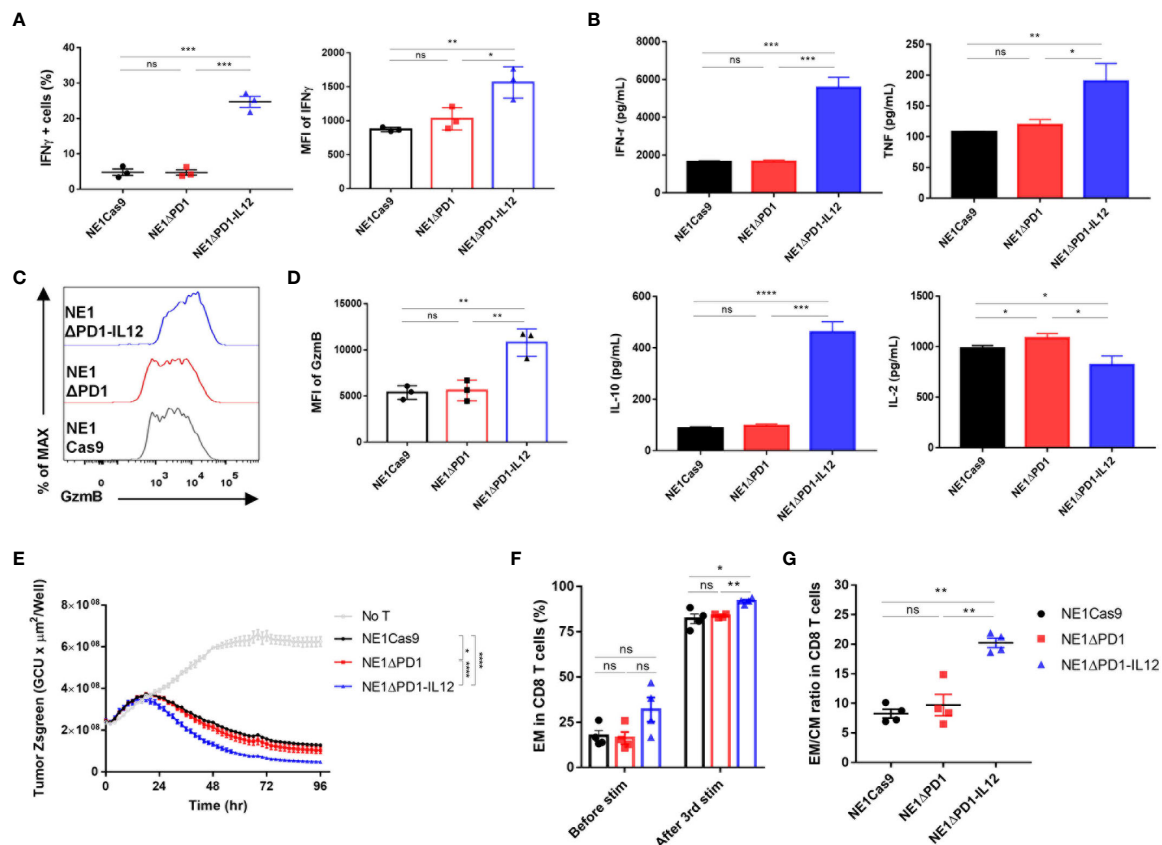 A
IFNγ + cells (%)
40
30
20
10
0
***
ns
***
NE1Cas9
NE1ΔPD1
NE1ΔPD1-IL12
MFI of IFNγ
2000
1500
1000
500
0
**
ns
*
NE1Cas9
NE1ΔPD1
NE1ΔPD1-IL12
B
IFN-r (pg/mL)
8000
6000
4000
2000
0
***
ns
***
NE1Cas9
NE1ΔPD1
NE1ΔPD1-IL12
TNF (pg/mL)
250
200
150
100
50
0
**
ns
*
NE1Cas9
NE1ΔPD1
NE1ΔPD1-IL12
C
% of MAX
NE1
ΔPD1-IL12
NE1
ΔPD1
NE1
Cas9
0 10³ 10⁴ 10⁵
GzmB
D
MFI of GzmB
15000
10000
5000
0
**
ns
**
NE1Cas9
NE1ΔPD1
NE1ΔPD1-IL12
IL-10 (pg/mL)
600
400
200
0
****
ns
***
NE1Cas9
NE1ΔPD1
NE1ΔPD1-IL12
IL-2 (pg/mL)
1500
1000
500
0
*
*
*
NE1Cas9
NE1ΔPD1
NE1ΔPD1-IL12
E
Tumor Zsgreen (GCU x μm²/Well)
8×10⁰⁸
6×10⁰⁸
4×10⁰⁸
2×10⁰⁸
0
0 24 48 72 96
Time (hr)
No T
NE1Cas9
NE1ΔPD1
NE1ΔPD1-IL12
*
****
****
F
EM in CD8 T cells (%)
100
75
50
25
0
ns
ns
ns
*
ns
**
Before stim
After 3rd stim
G
EM/CM ratio in CD8 T cells
25
20
15
10
5
0
**
ns
**
NE1Cas9
NE1ΔPD1
NE1ΔPD1-IL12
NE1Cas9
NE1ΔPD1
NE1ΔPD1-IL12